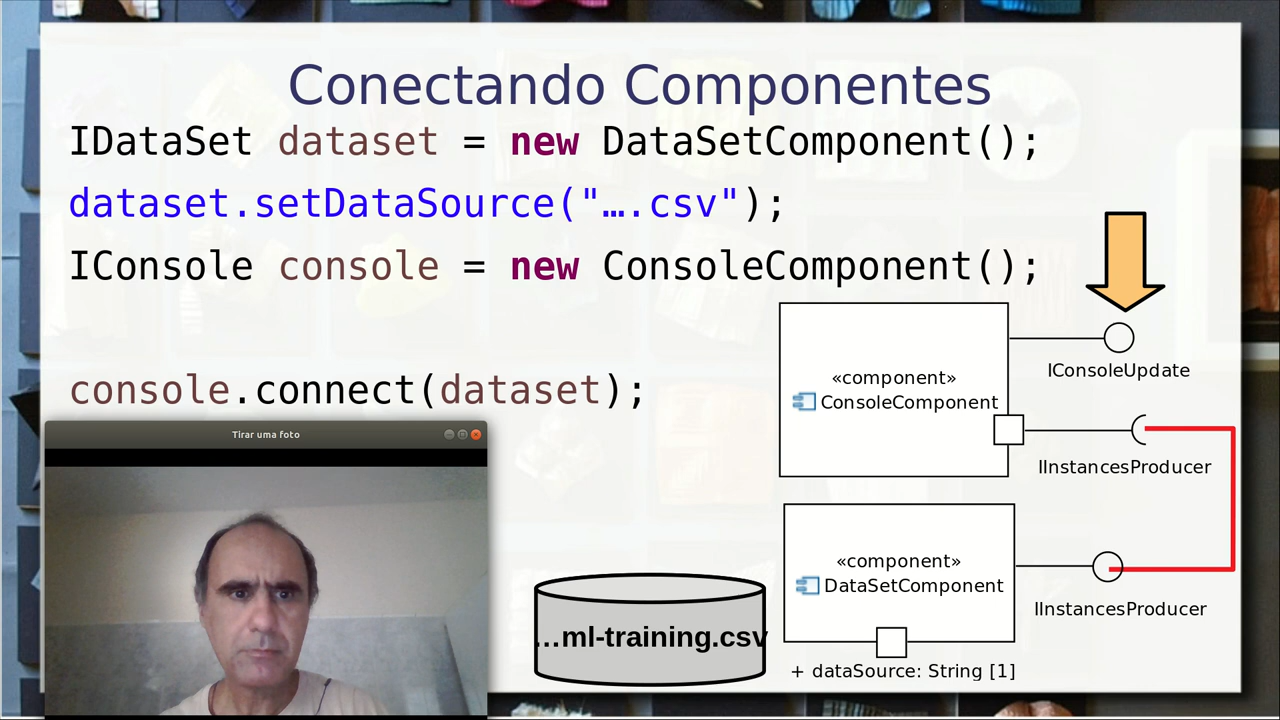 Conectando Componentes
IDataSet dataset = new DataSetComponent();
dataset.setDataSource("….csv");
IConsole console = new ConsoleComponent();
console.connect(dataset);
«component»
ConsoleComponent
IConsoleUpdate
IInstancesProducer
Tirar uma foto
«component»
DataSetComponent
IInstancesProducer
…ml-training.csv
+ dataSource: String [1]